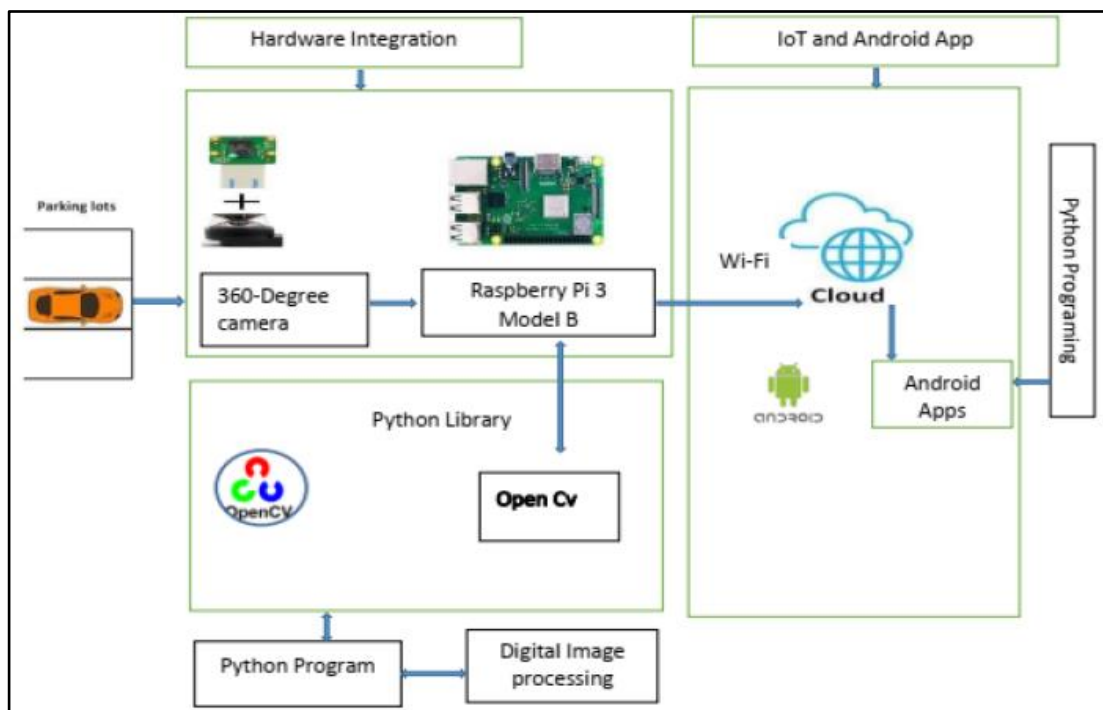 Hardware Integration
IoT and Android App
Parking lots
360-Degree
camera
Raspberry Pi 3
Model B
Wi-Fi
Cloud
Python Programing
Android
Apps
ANDROID
Python Library
OpenCV
Open Cv
Python Program
Digital Image
processing